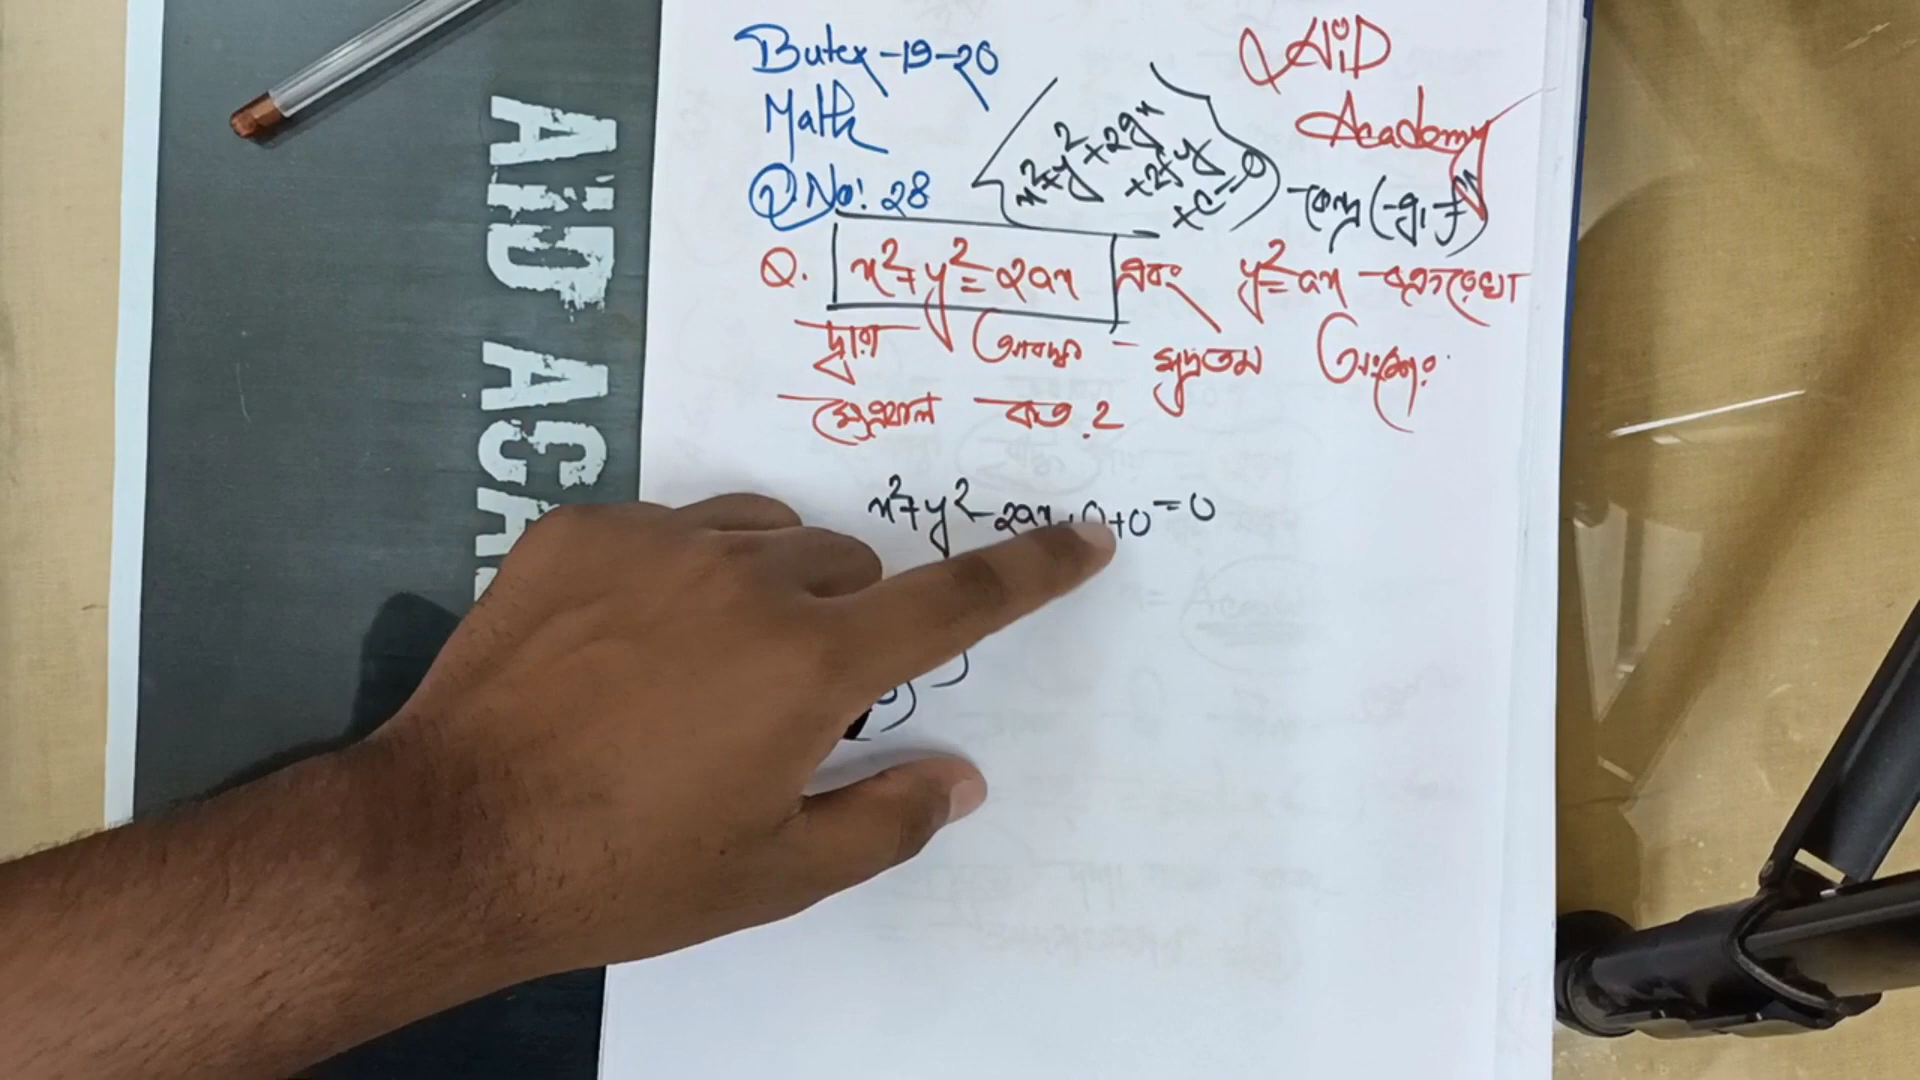 Butex-19-20
Math
Q No: 28
x²+y²+2gx
+2fy
+c=0
কেন্দ্র (-g, -f)
AiD
Academy
Q. x²+y²=2ax এবং y²=ax বক্ররেখা
দ্বারা আবদ্ধ ক্ষুদ্রতম অংশের
ক্ষেত্রফল কত?
x²+y²-2ax+0+0=0
AID ACA